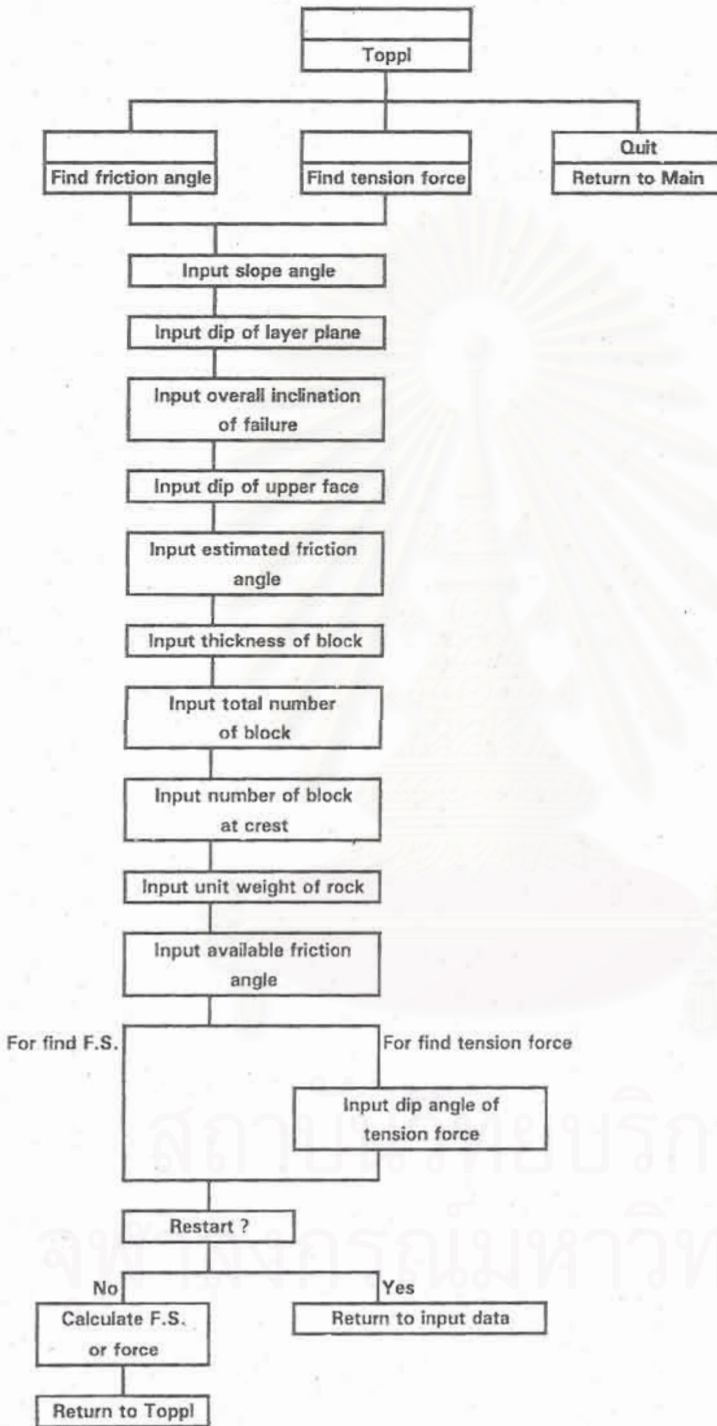 Toppl
Find friction angle
Find tension force
Quit
Return to Main
Input slope angle
Input dip of layer plane
Input overall inclination
of failure
Input dip of upper face
Input estimated friction
angle
Input thickness of block
Input total number
of block
Input number of block
at crest
Input unit weight of rock
Input available friction
angle
For find F.S.
For find tension force
Input dip angle of
tension force
Restart ?
No
Yes
Calculate F.S.
or force
Return to input data
Return to Toppl